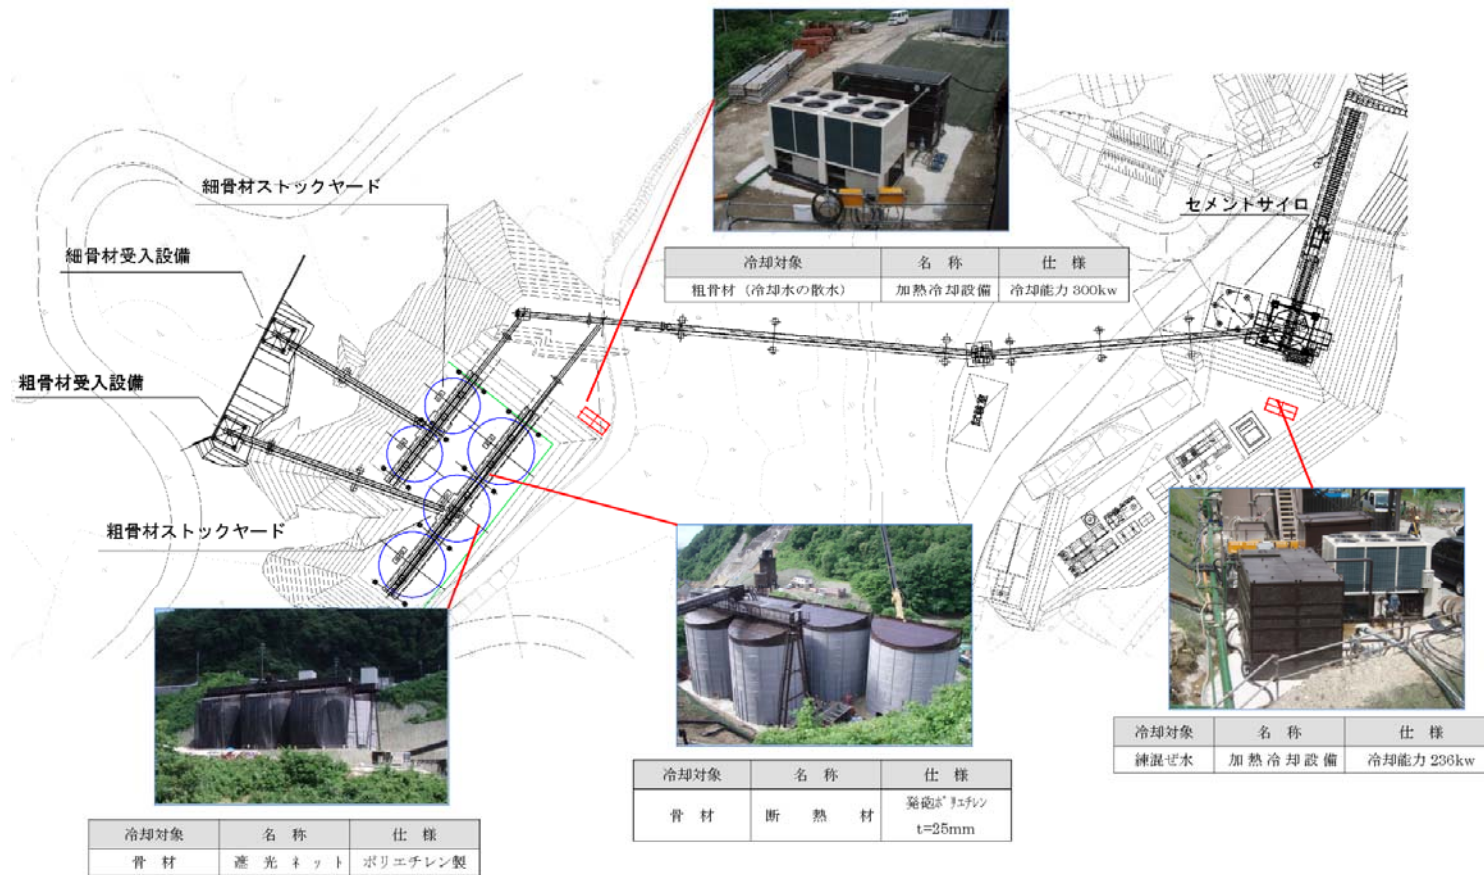 細骨材ストックヤード
細骨材受入設備
粗骨材受入設備
粗骨材ストックヤード
セメントサイロ
冷却対象 名 称 仕 様
粗骨材（冷却水の散水） 加熱冷却設備 冷却能力 300kw
冷却対象 名 称 仕 様
骨 材 遮 光 ネ ッ ト ポリエチレン製
冷却対象 名 称 仕 様
骨 材 断 熱 材 発砲ﾎﾟﾘｴﾁﾚﾝ
t=25mm
冷却対象 名 称 仕 様
練混ぜ水 加 熱 冷 却 設 備 冷却能力 236kw